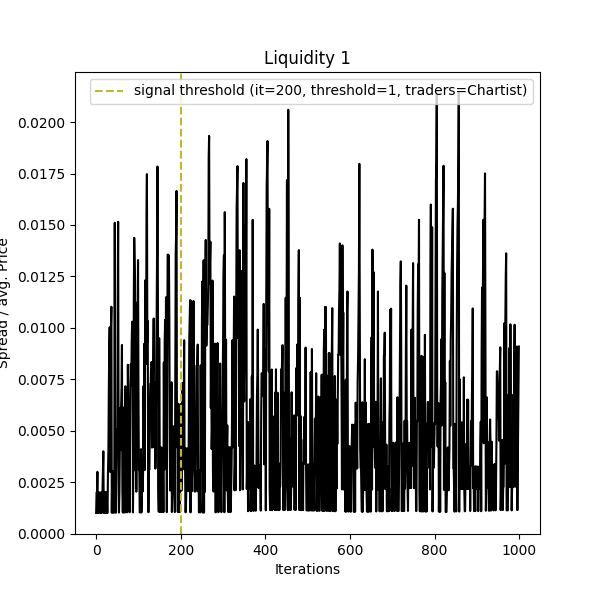 Liquidity 1
signal threshold (it=200, threshold=1, traders=Chartist)
0.0200
0.0175
0.0150
0.0125
0.0100
0.0075
0.0050
0.0025
0.0000
Spread / avg. Price
0 200 400 600 800 1000
Iterations